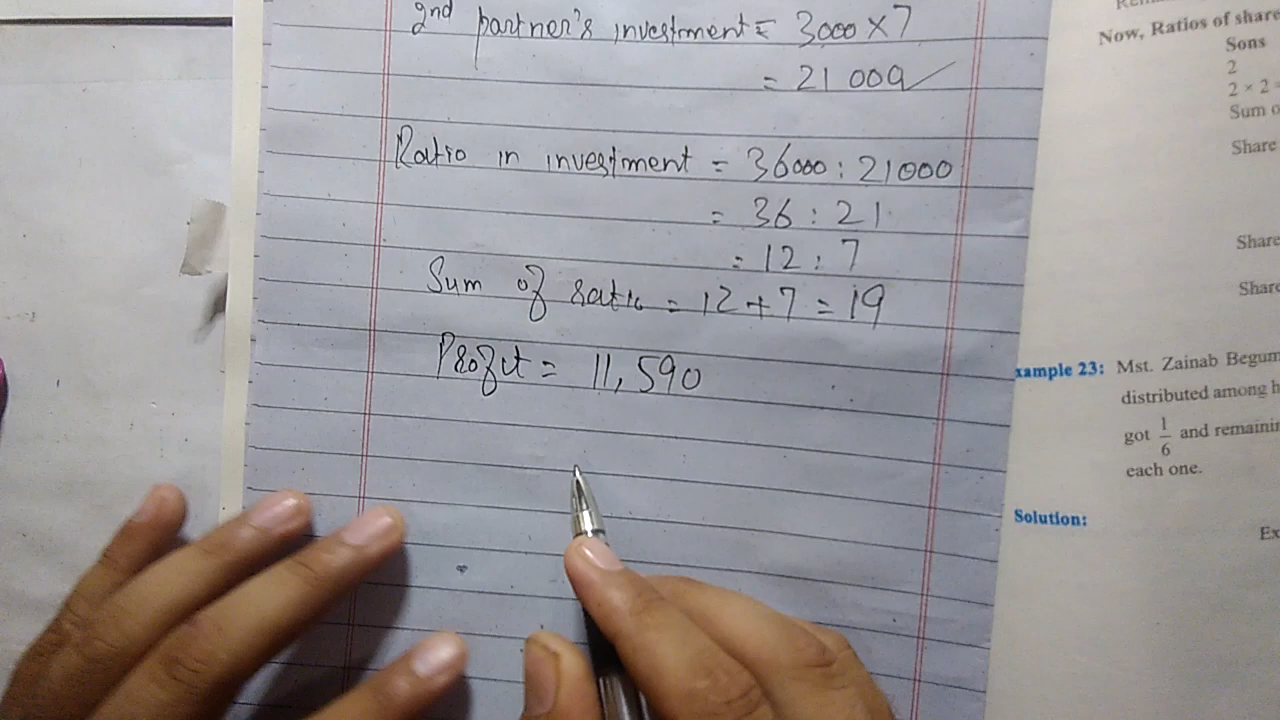 2nd partner's investment = 3000 × 7
= 21000
Ratio in investment = 36000 : 21000
= 36 : 21
= 12 : 7
Sum of ratio = 12 + 7 = 19
Profit = 11,590
Now, Ratios of share
Sons
2
2 × 2 =
Sum o
Share
Share
Share
xample 23: Mst. Zainab Begum
distributed among h
got 1/6 and remainin
each one.
Solution:
Ex